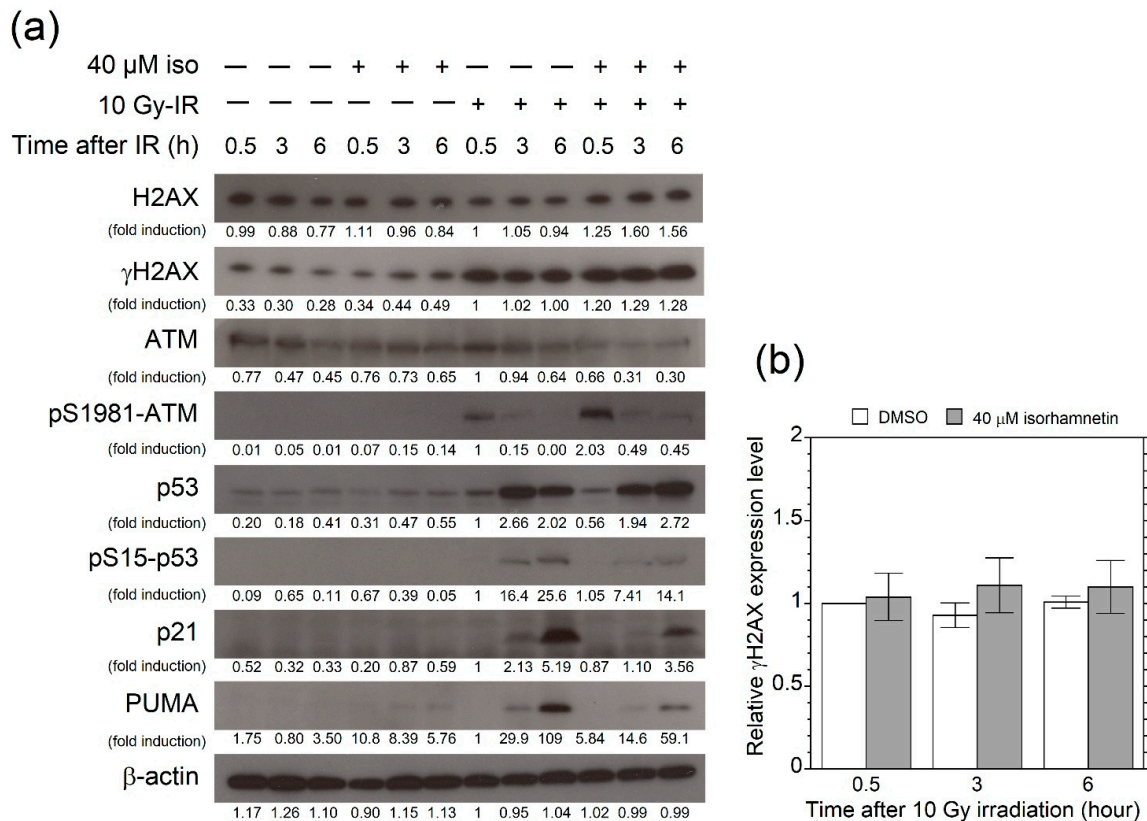 (a)
40 µM iso — — — + + + — — — + + +
10 Gy-IR — — — — — — + + + + + +
Time after IR (h) 0.5 3 6 0.5 3 6 0.5 3 6 0.5 3 6
H2AX
(fold induction) 0.99 0.88 0.77 1.11 0.96 0.84 1 1.05 0.94 1.25 1.60 1.56
γH2AX
(fold induction) 0.33 0.30 0.28 0.34 0.44 0.49 1 1.02 1.00 1.20 1.29 1.28
ATM
(fold induction) 0.77 0.47 0.45 0.76 0.73 0.65 1 0.94 0.64 0.66 0.31 0.30
pS1981-ATM
(fold induction) 0.01 0.05 0.01 0.07 0.15 0.14 1 0.15 0.00 2.03 0.49 0.45
p53
(fold induction) 0.20 0.18 0.41 0.31 0.47 0.55 1 2.66 2.02 0.56 1.94 2.72
pS15-p53
(fold induction) 0.09 0.65 0.11 0.67 0.39 0.05 1 16.4 25.6 1.05 7.41 14.1
p21
(fold induction) 0.52 0.32 0.33 0.20 0.87 0.59 1 2.13 5.19 0.87 1.10 3.56
PUMA
(fold induction) 1.75 0.80 3.50 10.8 8.39 5.76 1 29.9 109 5.84 14.6 59.1
β-actin
1.17 1.26 1.10 0.90 1.15 1.13 1 0.95 1.04 1.02 0.99 0.99
(b)
DMSO 40 µM isorhamnetin
Relative γH2AX expression level
2
1.5
1
0.5
0
0.5 3 6
Time after 10 Gy irradiation (hour)